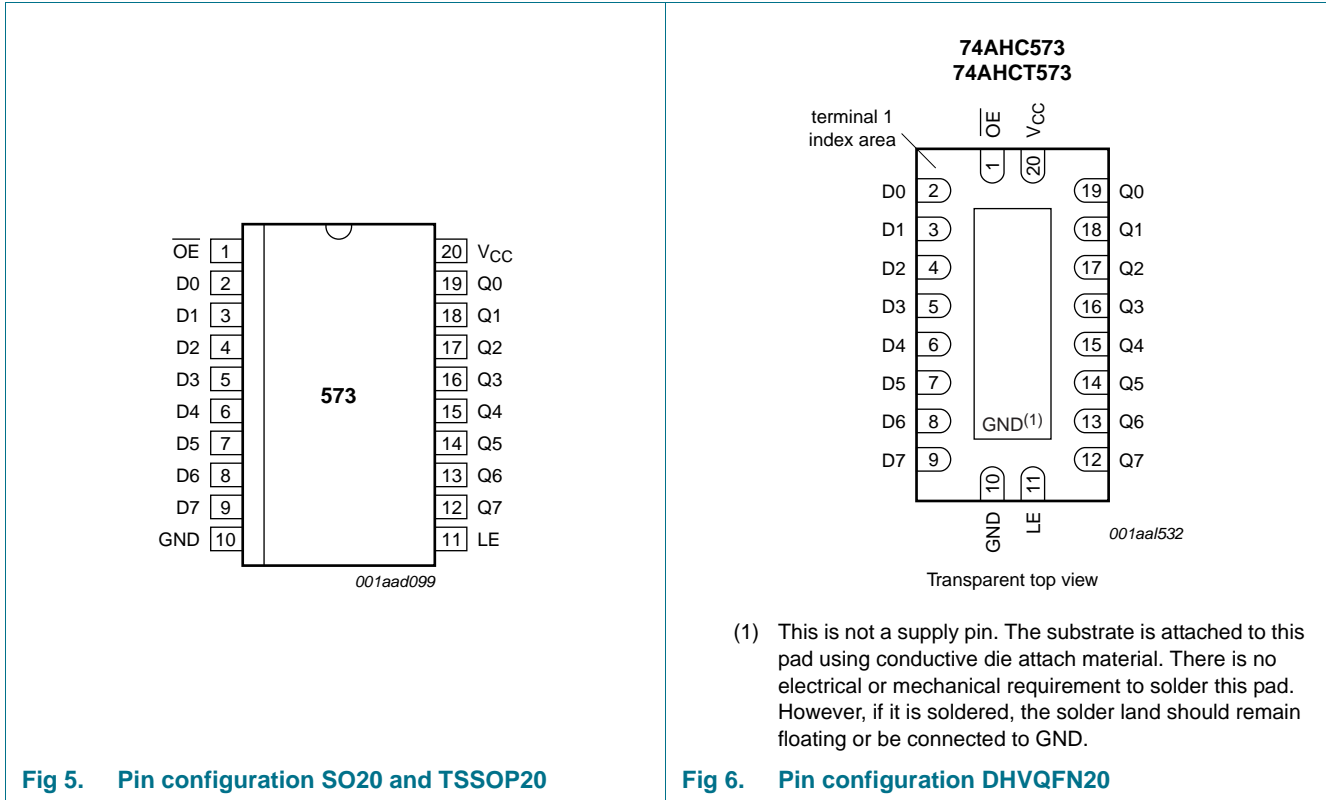 OE 1 20 VCC
D0 2 19 Q0
D1 3 18 Q1
D2 4 17 Q2
D3 5 16 Q3
573
D4 6 15 Q4
D5 7 14 Q5
D6 8 13 Q6
D7 9 12 Q7
GND 10 11 LE
001aad099
Fig 5. Pin configuration SO20 and TSSOP20
74AHC573
74AHCT573
terminal 1
index area
OE VCC
1 20
D0 2 19 Q0
D1 3 18 Q1
D2 4 17 Q2
D3 5 16 Q3
D4 6 15 Q4
D5 7 14 Q5
D6 8 GND(1) 13 Q6
D7 9 12 Q7
10 11
GND LE
001aal532
Transparent top view
(1) This is not a supply pin. The substrate is attached to this
pad using conductive die attach material. There is no
electrical or mechanical requirement to solder this pad.
However, if it is soldered, the solder land should remain
floating or be connected to GND.
Fig 6. Pin configuration DHVQFN20